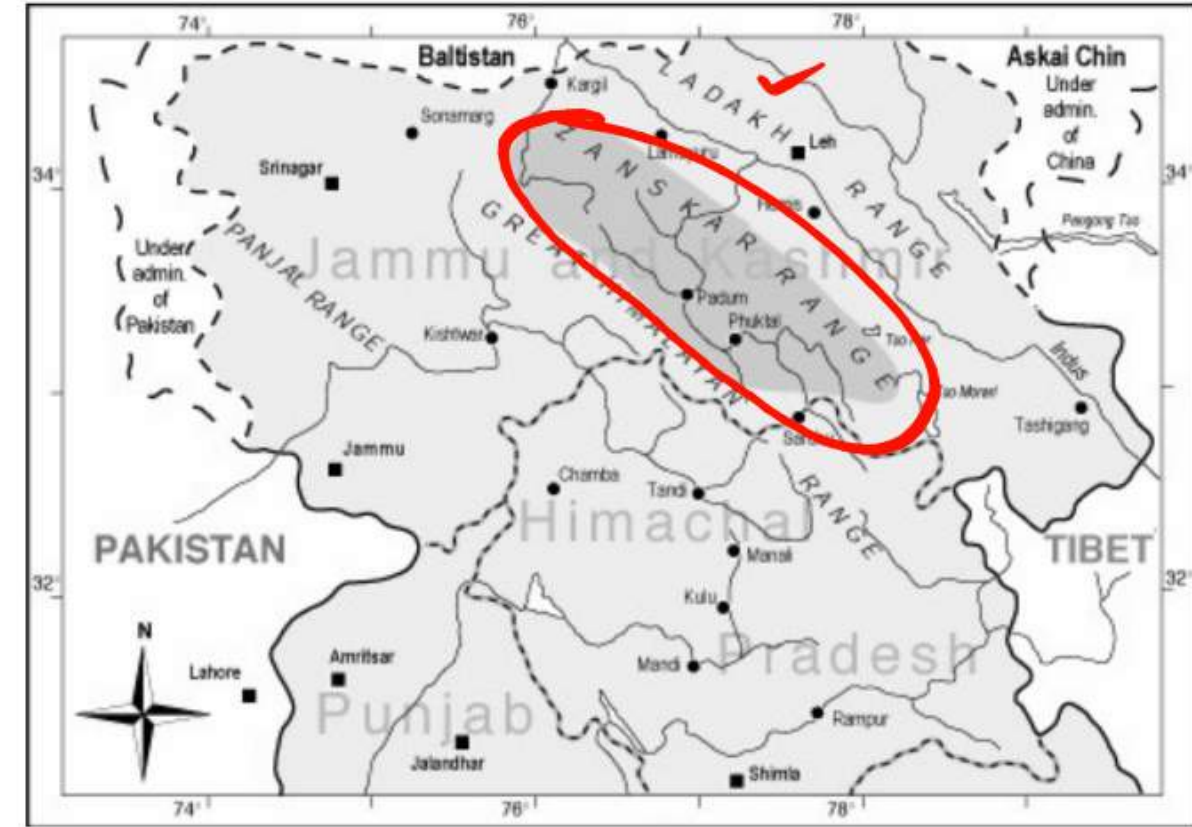 74° 76° 78°
Baltistan
Askai Chin
Under
admin.
of
China
Kargil
LADAKH RANGE
Sonamarg
Leh
Srinagar
ZANSKAR RANGE
34° 34°
Pangong Tso
GREAT HIMALAYAN RANGE
PANJAL RANGE
Jammu and Kashmir
Under
admin.
of
Pakistan
Padum
Phuktal
Kishtwar
Indus
Tso Morari
Tashigang
Jammu
Chamba
Tandi
Himachal
Pradesh
PAKISTAN
TIBET
Manali
32° 32°
Kulu
N
Mandi
Lahore
Amritsar
Punjab
Rampur
Jalandhar
Shimla
74° 76° 78°